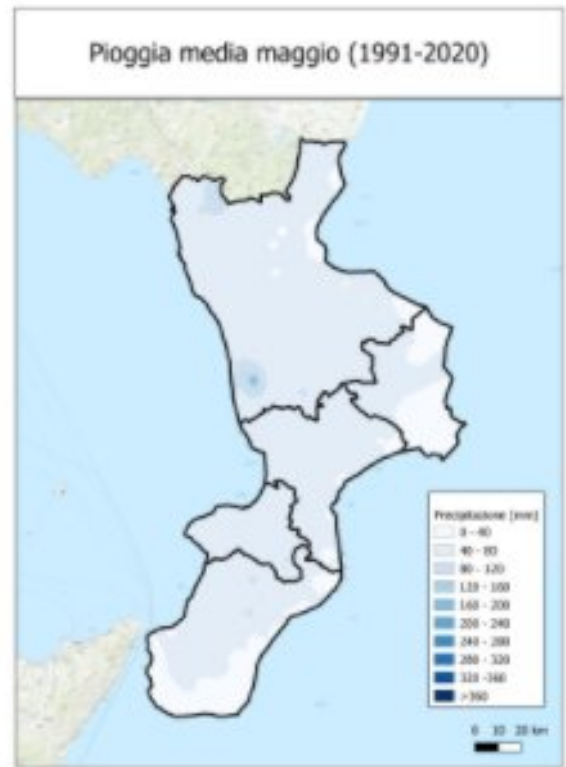 Pioggia media maggio (1991-2020)
Precipitazione [mm]
0 - 40
40 - 80
80 - 120
120 - 160
160 - 200
200 - 240
240 - 280
280 - 320
320 -360
>360
0 10 20 km